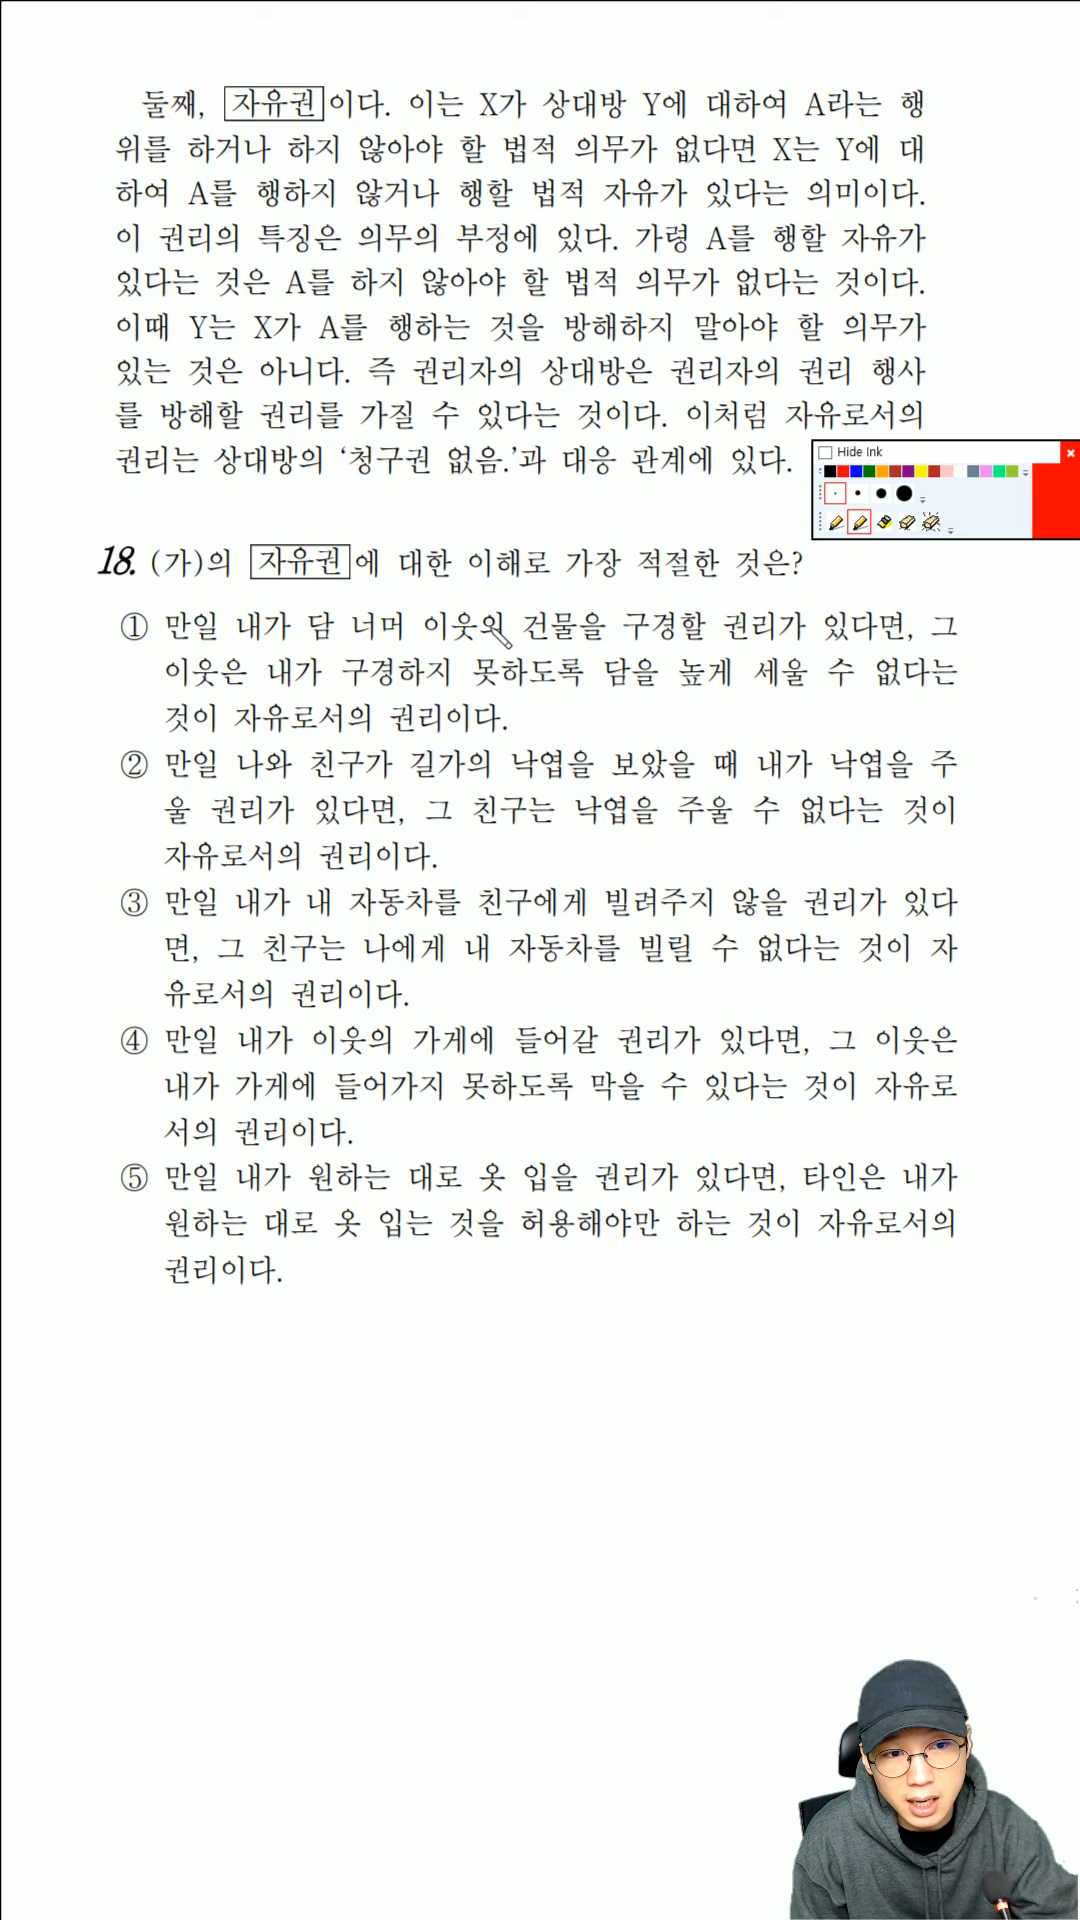 둘째, 자유권이다. 이는 X가 상대방 Y에 대하여 A라는 행
위를 하거나 하지 않아야 할 법적 의무가 없다면 X는 Y에 대
하여 A를 행하지 않거나 행할 법적 자유가 있다는 의미이다.
이 권리의 특징은 의무의 부정에 있다. 가령 A를 행할 자유가
있다는 것은 A를 하지 않아야 할 법적 의무가 없다는 것이다.
이때 Y는 X가 A를 행하는 것을 방해하지 말아야 할 의무가
있는 것은 아니다. 즉 권리자의 상대방은 권리자의 권리 행사
를 방해할 권리를 가질 수 있다는 것이다. 이처럼 자유로서의
권리는 상대방의 ‘청구권 없음.’과 대응 관계에 있다.
Hide Ink
18. (가)의 자유권에 대한 이해로 가장 적절한 것은?
① 만일 내가 담 너머 이웃의 건물을 구경할 권리가 있다면, 그
이웃은 내가 구경하지 못하도록 담을 높게 세울 수 없다는
것이 자유로서의 권리이다.
② 만일 나와 친구가 길가의 낙엽을 보았을 때 내가 낙엽을 주
울 권리가 있다면, 그 친구는 낙엽을 주울 수 없다는 것이
자유로서의 권리이다.
③ 만일 내가 내 자동차를 친구에게 빌려주지 않을 권리가 있다
면, 그 친구는 나에게 내 자동차를 빌릴 수 없다는 것이 자
유로서의 권리이다.
④ 만일 내가 이웃의 가게에 들어갈 권리가 있다면, 그 이웃은
내가 가게에 들어가지 못하도록 막을 수 있다는 것이 자유로
서의 권리이다.
⑤ 만일 내가 원하는 대로 옷 입을 권리가 있다면, 타인은 내가
원하는 대로 옷 입는 것을 허용해야만 하는 것이 자유로서의
권리이다.